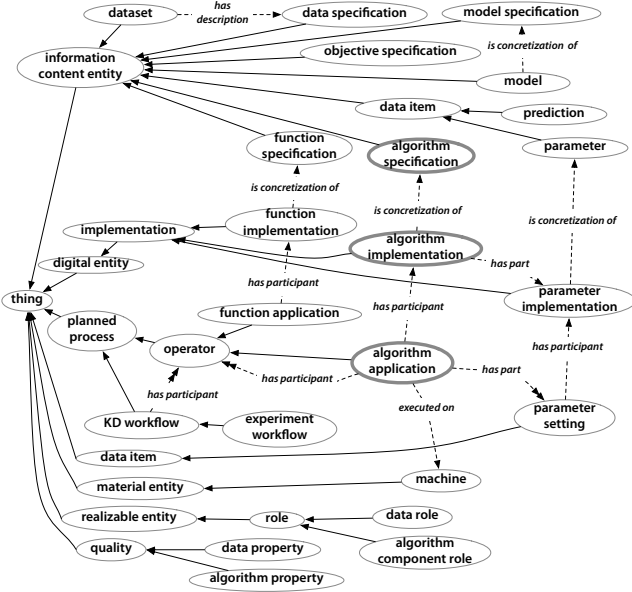 dataset
has
description
data specification
model specification
information
content entity
objective specification
is concretization of
model
data item
prediction
function
specification
algorithm
specification
parameter
is concretization of
is concretization of
is concretization of
implementation
function
implementation
algorithm
implementation
digital entity
has part
thing
has participant
parameter
implementation
planned
process
function application
has participant
operator
algorithm
application
has participant
has participant
has participant
has part
KD workflow
experiment
workflow
executed on
parameter
setting
data item
material entity
machine
realizable entity
role
data role
quality
data property
algorithm
component role
algorithm property